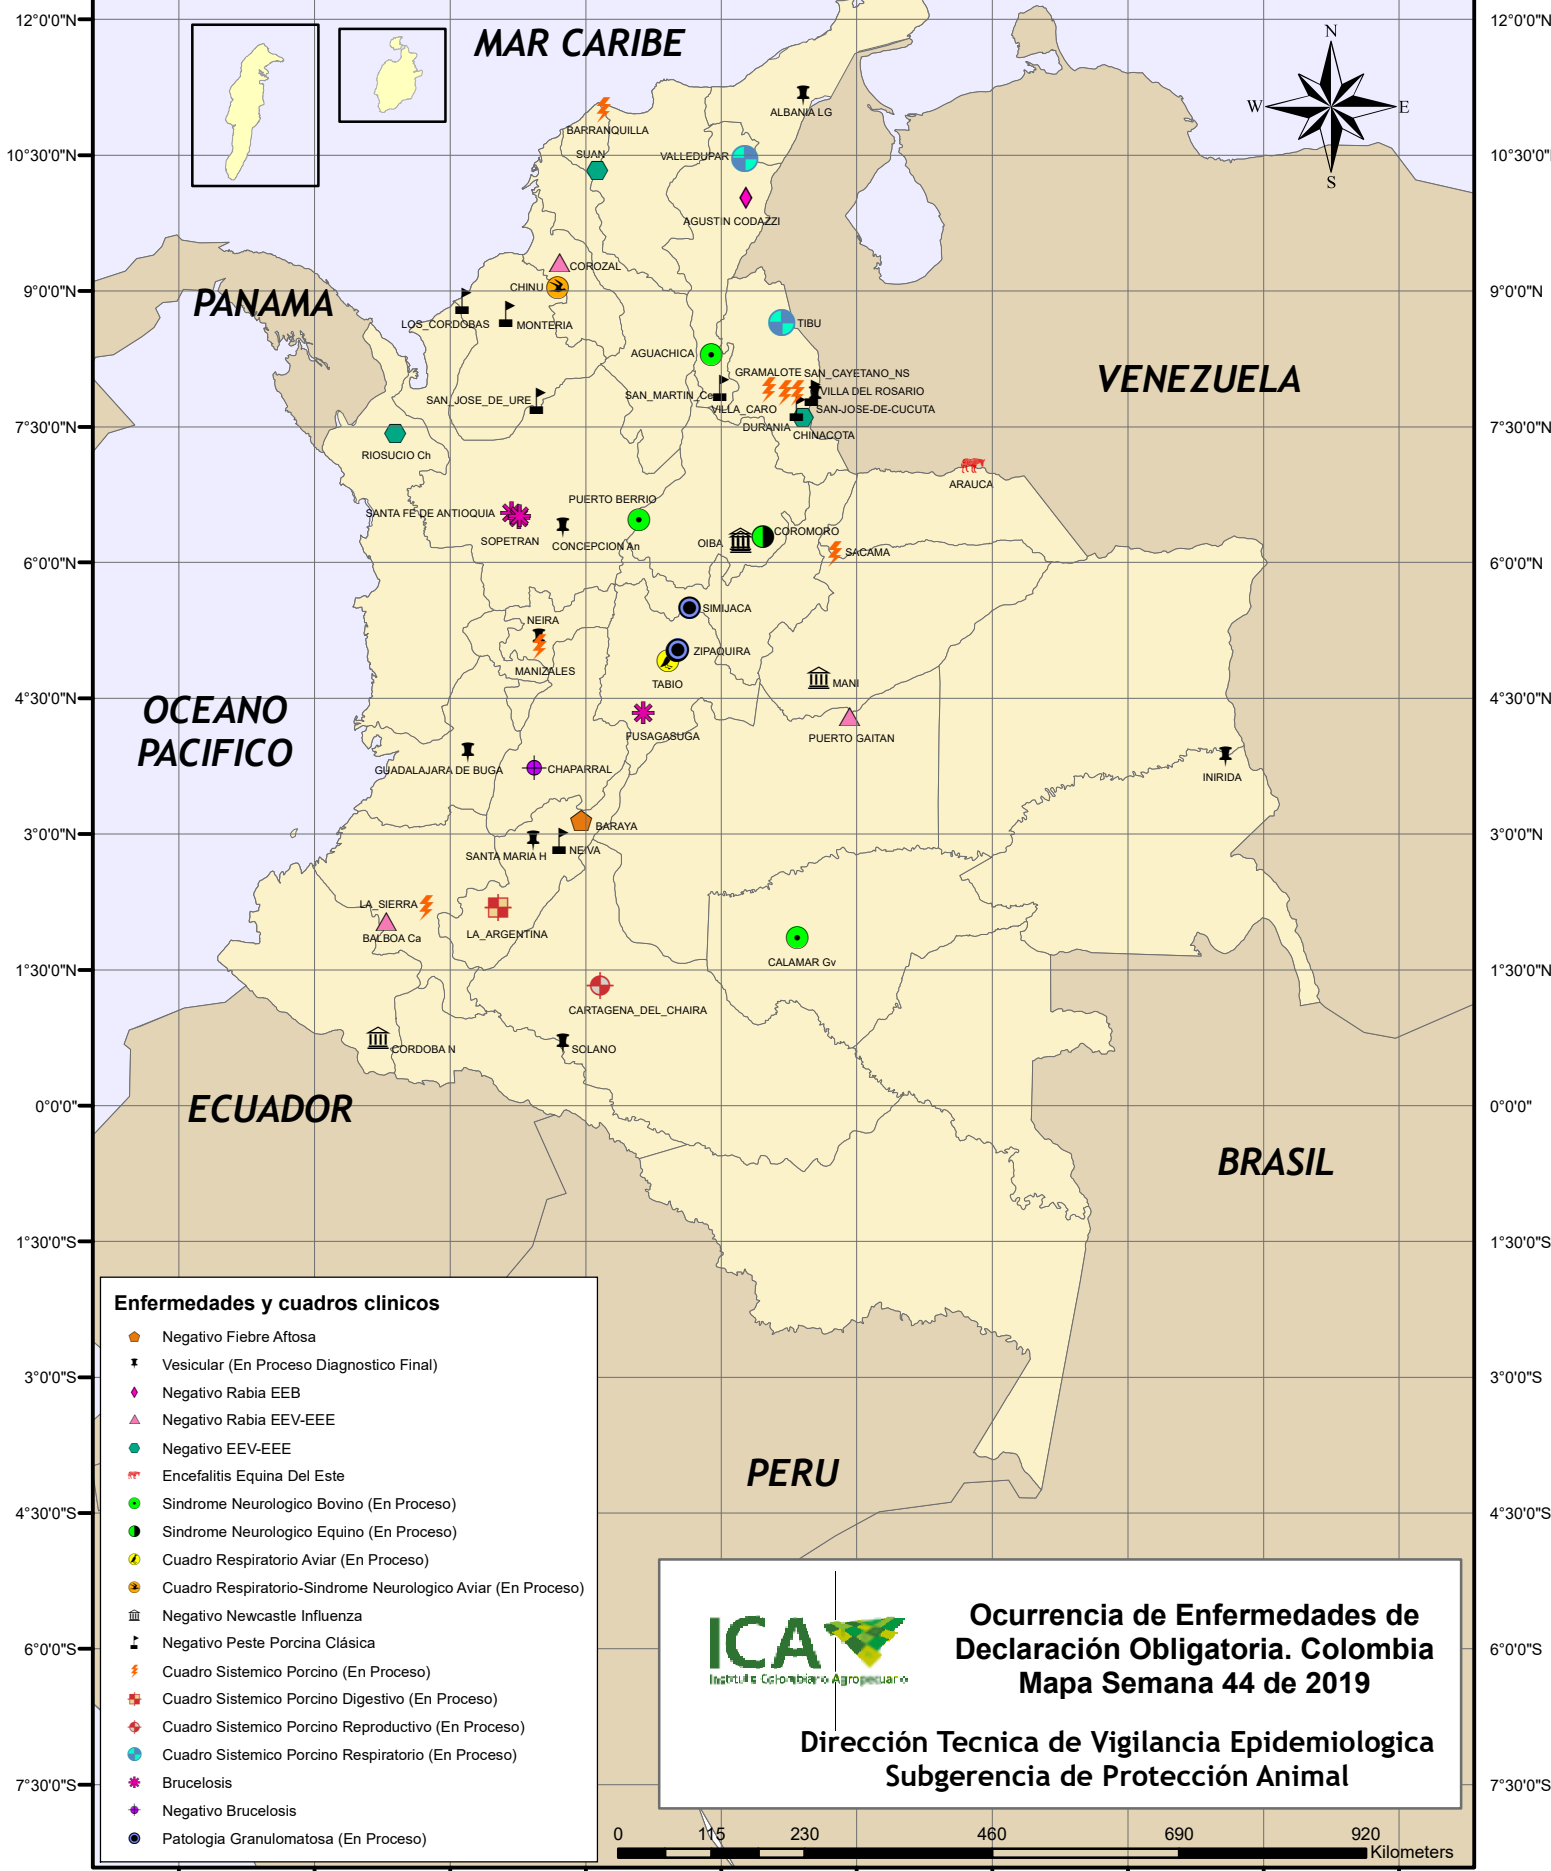 12°0'0"N
12°0'0"N
MAR CARIBE
N
W
E
S
ALBANIA LG
BARRANQUILLA
10°30'0"N
SUAN
VALLEDUPAR
10°30'0"
AGUSTIN CODAZZI
COROZAL
9°0'0"N
CHINU
9°0'0"N
PANAMA
LOS_CORDOBAS
MONTERIA
TIBU
AGUACHICA
VENEZUELA
GRAMALOTE
SAN_CAYETANO_NS
SAN_JOSE_DE_URE
SAN_MARTIN_Ce
VILLA DEL ROSARIO
VILLA_CARO
SAN-JOSE-DE-CUCUTA
7°30'0"N
DURANIA
CHINACOTA
7°30'0"N
RIOSUCIO Ch
ARAUCA
PUERTO BERRIO
SANTA FE DE ANTIOQUIA
SOPETRAN
CONCEPCION An
OIBA
COROMORO
SACAMA
6°0'0"N
6°0'0"N
SIMIJACA
NEIRA
ZIPAQUIRA
MANIZALES
TABIO
MANI
4°30'0"N
4°30'0"N
OCEANO
PACIFICO
FUSAGASUGA
PUERTO GAITAN
GUADALAJARA DE BUGA
CHAPARRAL
INIRIDA
BARAYA
3°0'0"N
3°0'0"N
SANTA MARIA H
NEIVA
LA_SIERRA
BALBOA Ca
LA_ARGENTINA
CALAMAR Gv
1°30'0"N
1°30'0"N
CARTAGENA_DEL_CHAIRA
CORDOBA N
SOLANO
0°0'0"
ECUADOR
0°0'0"
BRASIL
1°30'0"S
1°30'0"S
3°0'0"S
3°0'0"S
PERU
4°30'0"S
4°30'0"S
6°0'0"S
6°0'0"S
7°30'0"S
7°30'0"S
Enfermedades y cuadros clinicos
Negativo Fiebre Aftosa
Vesicular (En Proceso Diagnostico Final)
Negativo Rabia EEB
Negativo Rabia EEV-EEE
Negativo EEV-EEE
Encefalitis Equina Del Este
Sindrome Neurologico Bovino (En Proceso)
Sindrome Neurologico Equino (En Proceso)
Cuadro Respiratorio Aviar (En Proceso)
Cuadro Respiratorio-Sindrome Neurologico Aviar (En Proceso)
Negativo Newcastle Influenza
Negativo Peste Porcina Clásica
Cuadro Sistemico Porcino (En Proceso)
Cuadro Sistemico Porcino Digestivo (En Proceso)
Cuadro Sistemico Porcino Reproductivo (En Proceso)
Cuadro Sistemico Porcino Respiratorio (En Proceso)
Brucelosis
Negativo Brucelosis
Patologia Granulomatosa (En Proceso)
ICA
Instituto Colombiano Agropecuario
Ocurrencia de Enfermedades de
Declaración Obligatoria. Colombia
Mapa Semana 44 de 2019
Dirección Tecnica de Vigilancia Epidemiologica
Subgerencia de Protección Animal
0 115 230 460 690 920
Kilometers